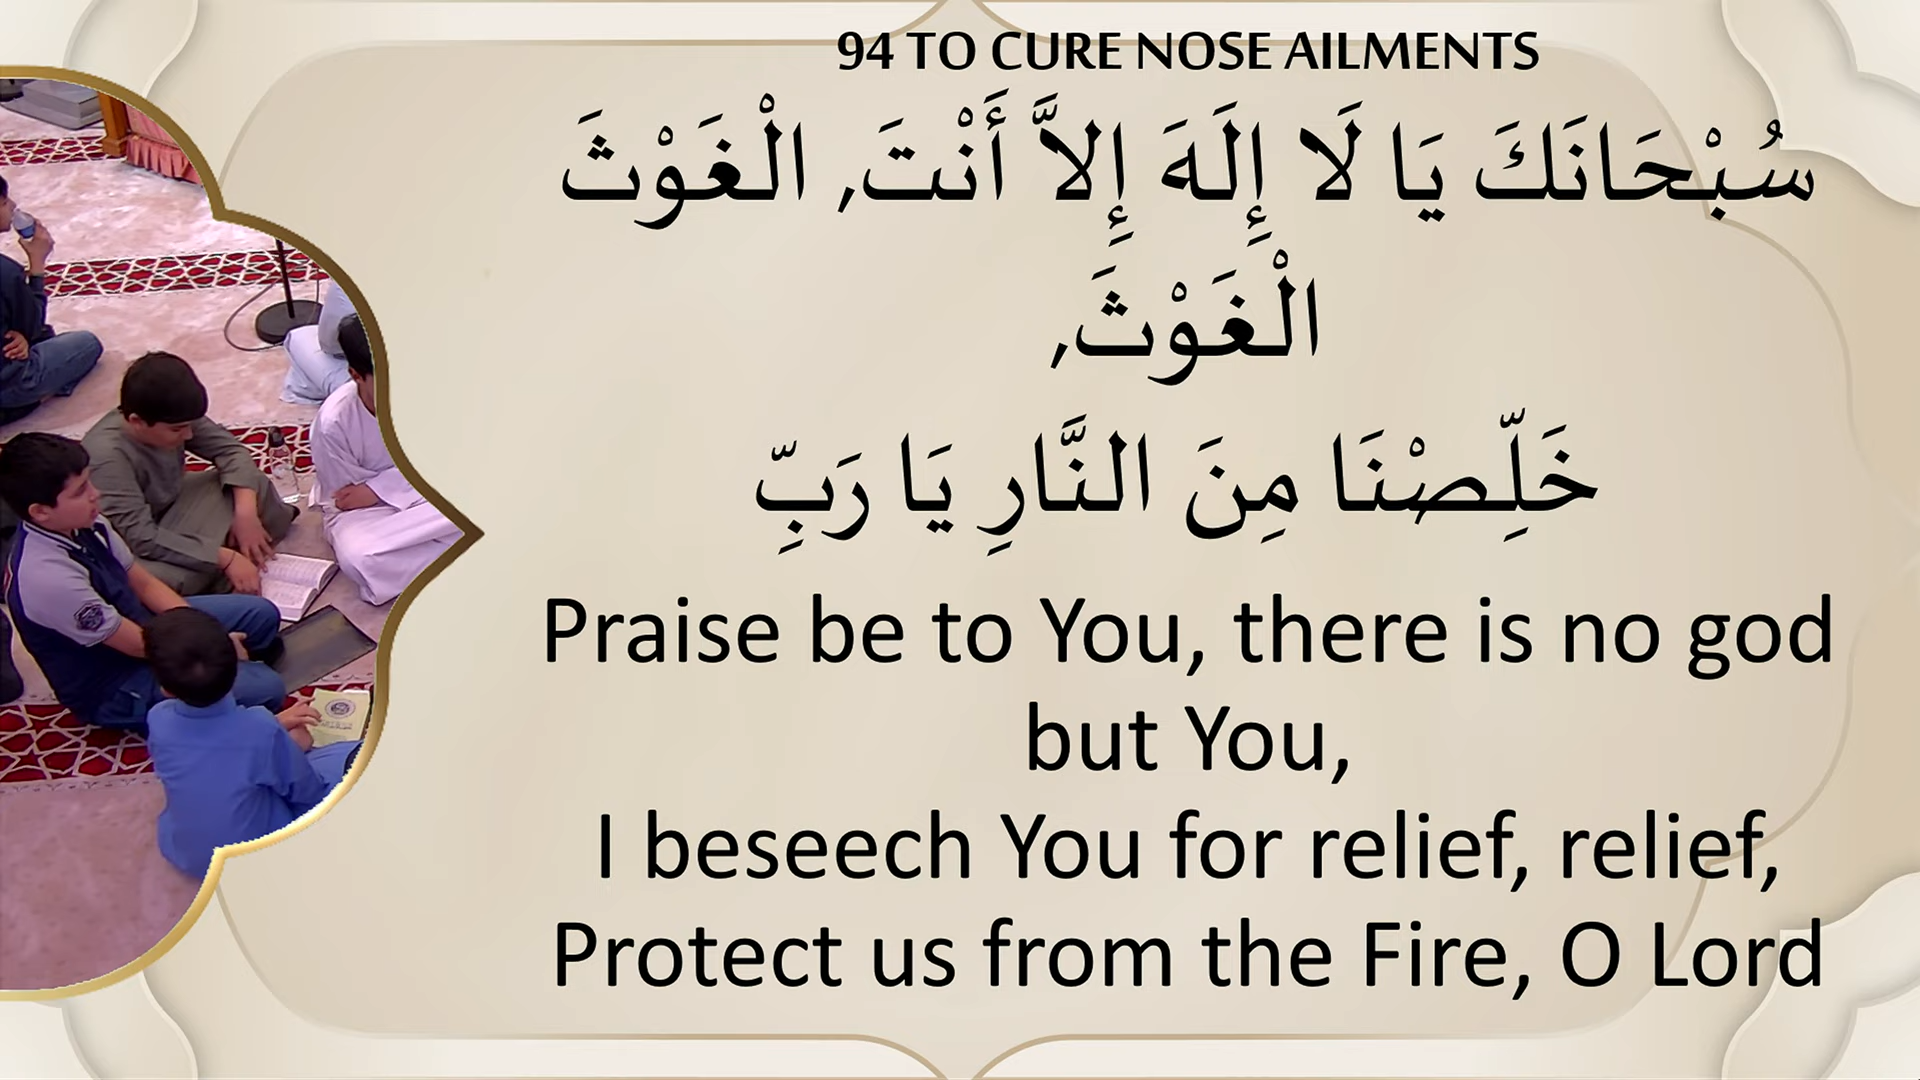 94 TO CURE NOSE AILMENTS
سُبْحَانَكَ يَا لَا إِلَهَ إِلاَّ أَنْتَ, الْغَوْثَ
الْغَوْثَ,
خَلِّصْنَا مِنَ النَّارِ يَا رَبِّ
Praise be to You, there is no god
but You,
I beseech You for relief, relief,
Protect us from the Fire, O Lord